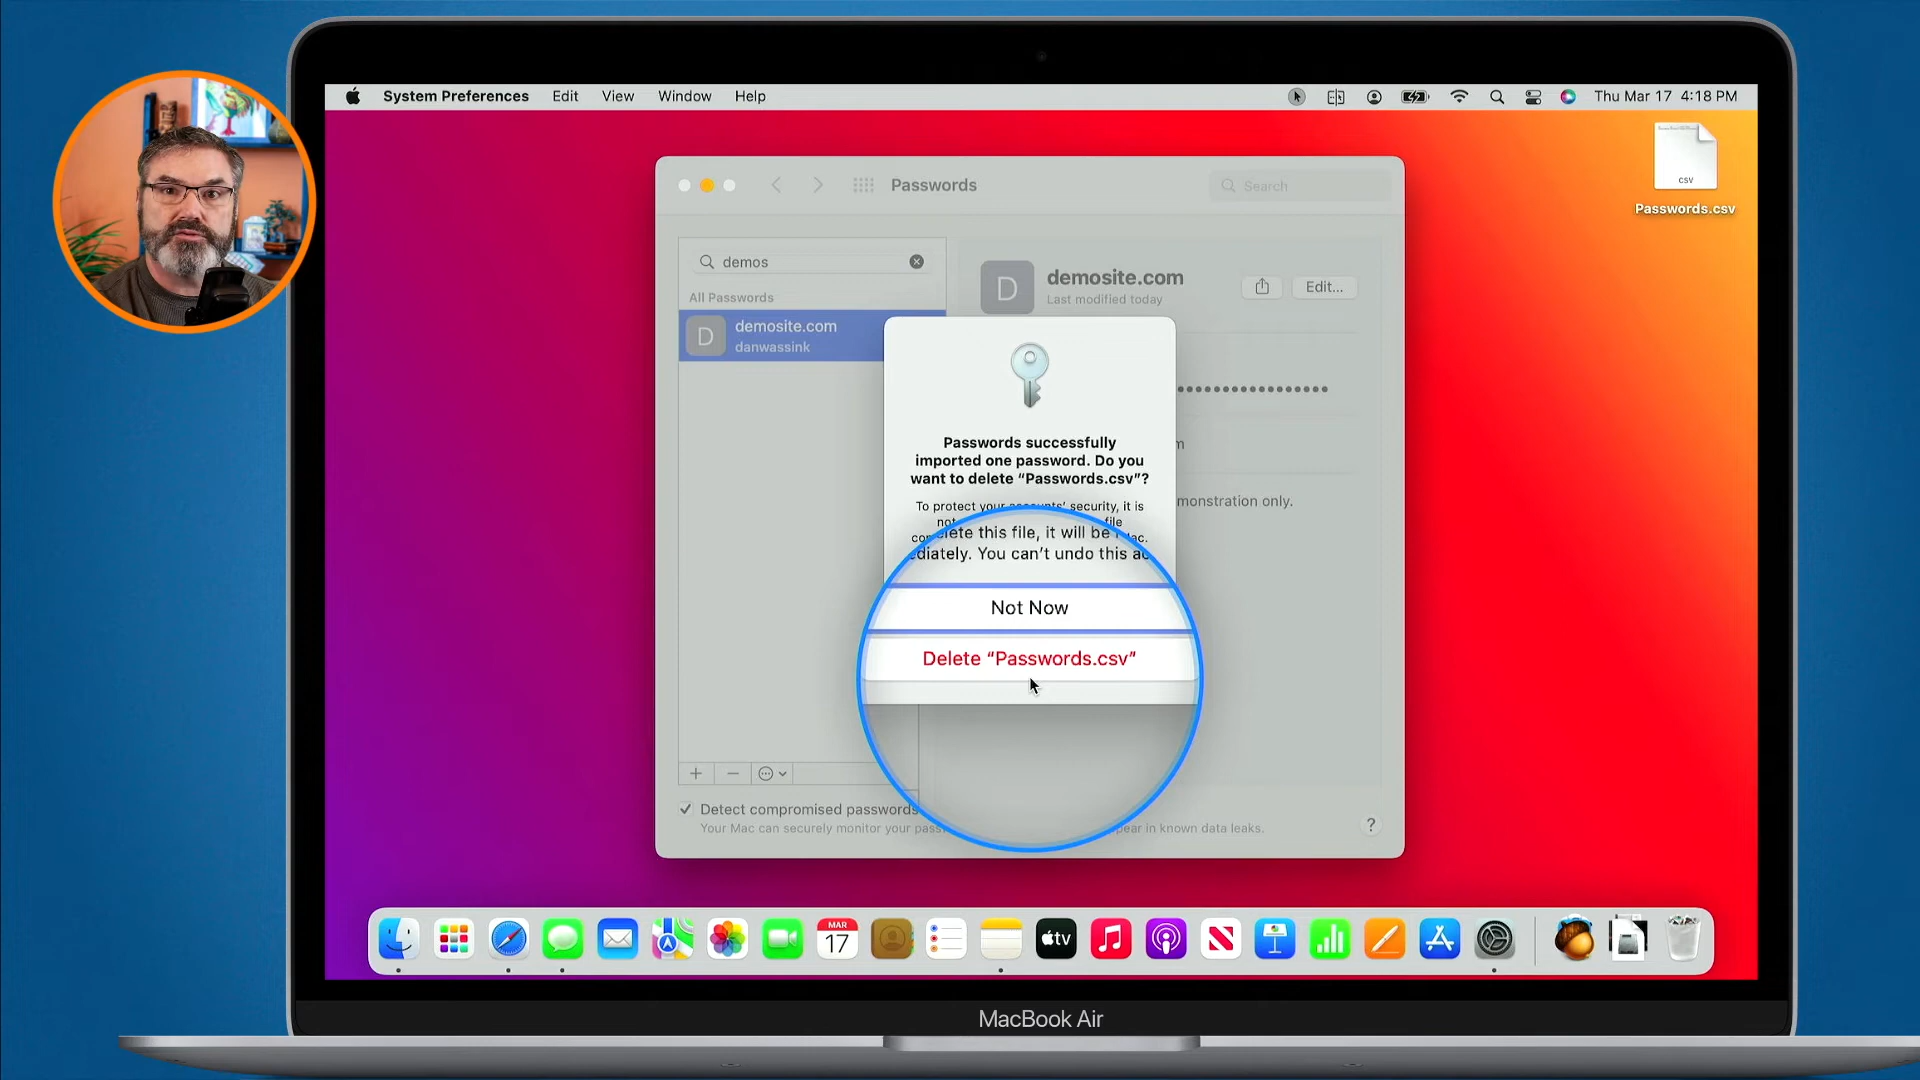 System Preferences Edit View Window Help
Thu Mar 17 4:18 PM
csv
Passwords.csv
Passwords
Search
demos
All Passwords
D
demosite.com
danwassink
D
demosite.com
Last modified today
Edit...
Passwords successfully
imported one password. Do you
want to delete “Passwords.csv”?
To protect your accounts’ security, it is
file
this file, it will be
You can’t undo this
monstration only.
Not Now
Delete “Passwords.csv”
Detect compromised passwords
Your Mac can securely monitor your
in known data leaks.
?
MAR
17
tv
MacBook Air